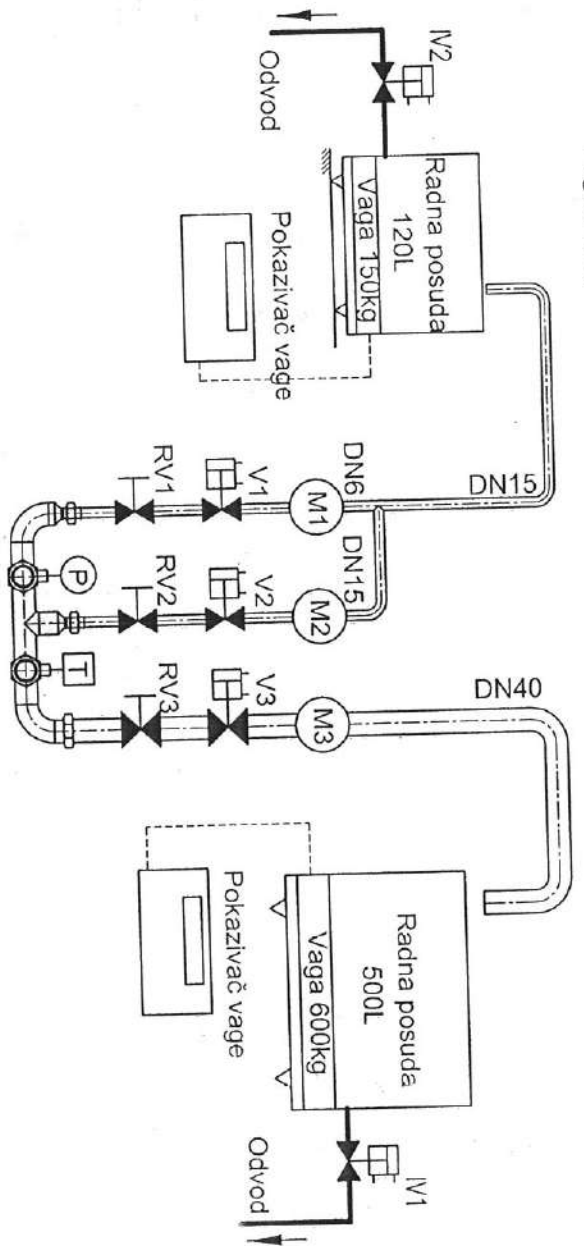 IV2
Odvod
Radna posuda
120L
Vaga 150kg
Pokazivač vage
DN15
DN6
DN15
M1
M2
V1
V2
RV1
RV2
P
T
DN40
M3
V3
RV3
Radna posuda
500L
Vaga 600kg
Pokazivač vage
IV1
Odvod